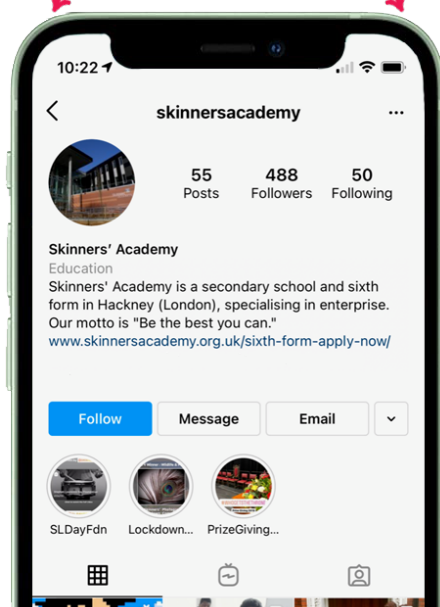 10:22
skinnersacademy
...
55 488 50
Posts Followers Following
Skinners' Academy
Education
Skinners' Academy is a secondary school and sixth
form in Hackney (London), specialising in enterprise.
Our motto is "Be the best you can."
www.skinnersacademy.org.uk/sixth-form-apply-now/
Follow Message Email
SLDayFdn Lockdown... PrizeGiving...